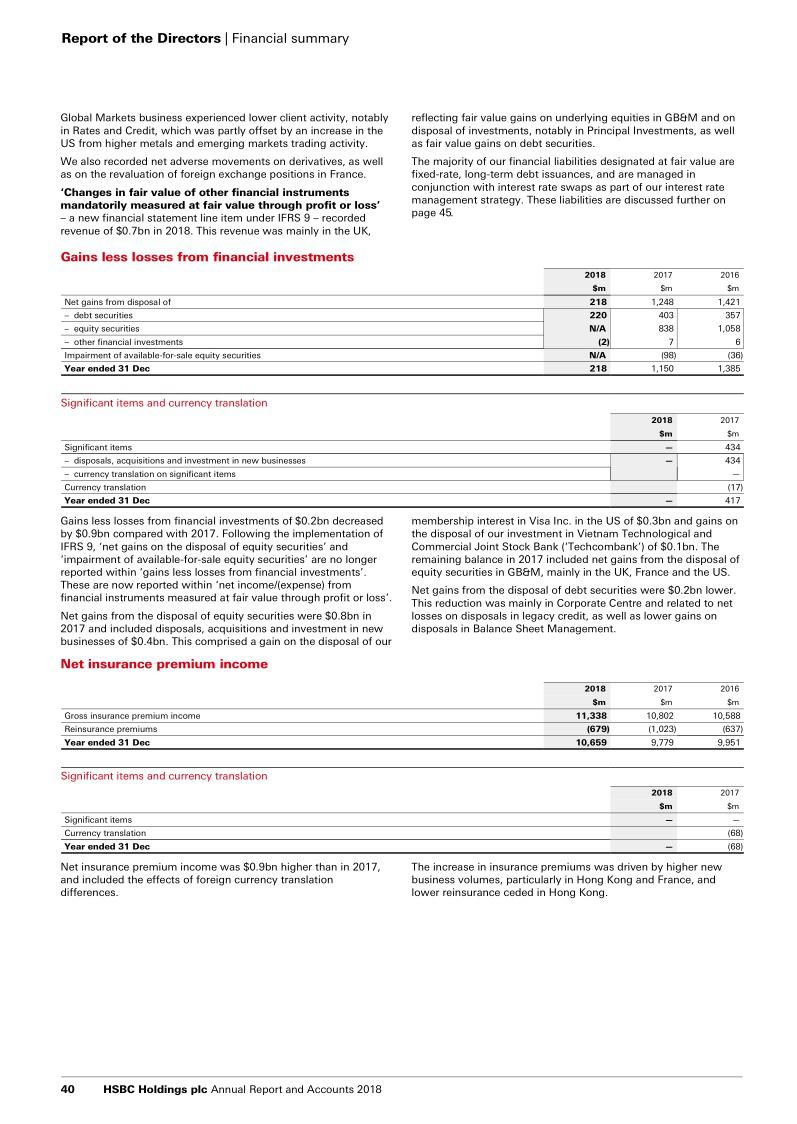 Report of the Directors | Financial summary
Global Markets business experienced lower client activity, notably
in Rates and Credit, which was partly offset by an increase in the
US from higher metals and emerging markets trading activity.
We also recorded net adverse movements on derivatives, as well
as on the revaluation of foreign exchange positions in France.
‘Changes in fair value of other financial instruments
mandatorily measured at fair value through profit or loss’
– a new financial statement line item under IFRS 9 – recorded
revenue of $0.7bn in 2018. This revenue was mainly in the UK,
reflecting fair value gains on underlying equities in GB&M and on
disposal of investments, notably in Principal Investments, as well
as fair value gains on debt securities.
The majority of our financial liabilities designated at fair value are
fixed-rate, long-term debt issuances, and are managed in
conjunction with interest rate swaps as part of our interest rate
management strategy. These liabilities are discussed further on
page 45.
Gains less losses from financial investments
2018 2017 2016
$m $m $m
Net gains from disposal of 218 1,248 1,421
– debt securities 220 403 357
– equity securities N/A 838 1,058
– other financial investments (2) 7 6
Impairment of available-for-sale equity securities N/A (98) (36)
Year ended 31 Dec 218 1,150 1,385
Significant items and currency translation
2018 2017
$m $m
Significant items — 434
– disposals, acquisitions and investment in new businesses — 434
– currency translation on significant items —
Currency translation (17)
Year ended 31 Dec — 417
Gains less losses from financial investments of $0.2bn decreased
by $0.9bn compared with 2017. Following the implementation of
IFRS 9, ‘net gains on the disposal of equity securities’ and
‘impairment of available-for-sale equity securities’ are no longer
reported within ‘gains less losses from financial investments’.
These are now reported within ‘net income/(expense) from
financial instruments measured at fair value through profit or loss’.
Net gains from the disposal of equity securities were $0.8bn in
2017 and included disposals, acquisitions and investment in new
businesses of $0.4bn. This comprised a gain on the disposal of our
membership interest in Visa Inc. in the US of $0.3bn and gains on
the disposal of our investment in Vietnam Technological and
Commercial Joint Stock Bank (‘Techcombank’) of $0.1bn. The
remaining balance in 2017 included net gains from the disposal of
equity securities in GB&M, mainly in the UK, France and the US.
Net gains from the disposal of debt securities were $0.2bn lower.
This reduction was mainly in Corporate Centre and related to net
losses on disposals in legacy credit, as well as lower gains on
disposals in Balance Sheet Management.
Net insurance premium income
2018 2017 2016
$m $m $m
Gross insurance premium income 11,338 10,802 10,588
Reinsurance premiums (679) (1,023) (637)
Year ended 31 Dec 10,659 9,779 9,951
Significant items and currency translation
2018 2017
$m $m
Significant items — —
Currency translation (68)
Year ended 31 Dec — (68)
Net insurance premium income was $0.9bn higher than in 2017,
and included the effects of foreign currency translation
differences.
The increase in insurance premiums was driven by higher new
business volumes, particularly in Hong Kong and France, and
lower reinsurance ceded in Hong Kong.
40 HSBC Holdings plc Annual Report and Accounts 2018